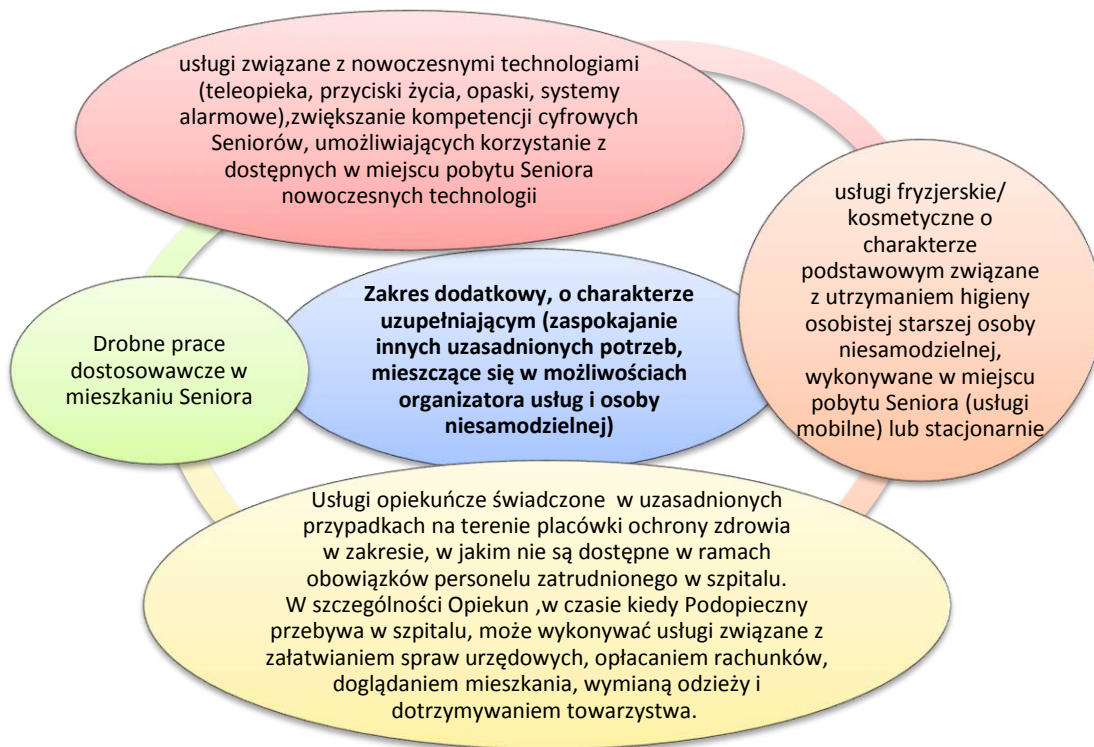 usługi związane z nowoczesnymi technologiami
(teleopieka, przyciski życia, opaski, systemy
alarmowe),zwiększanie kompetencji cyfrowych
Seniorów, umożliwiających korzystanie z
dostępnych w miejscu pobytu Seniora
nowoczesnych technologii
usługi fryzjerskie/
kosmetyczne o
charakterze
podstawowym związane
z utrzymaniem higieny
osobistej starszej osoby
niesamodzielnej,
wykonywane w miejscu
pobytu Seniora (usługi
mobilne) lub stacjonarnie
Zakres dodatkowy, o charakterze
uzupełniającym (zaspokajanie
innych uzasadnionych potrzeb,
mieszczące się w możliwościach
organizatora usług i osoby
niesamodzielnej)
Drobne prace
dostosowawcze w
mieszkaniu Seniora
Usługi opiekuńcze świadczone  w uzasadnionych
przypadkach na terenie placówki ochrony zdrowia
w zakresie, w jakim nie są dostępne w ramach
obowiązków personelu zatrudnionego w szpitalu.
W szczególności Opiekun ,w czasie kiedy Podopieczny
przebywa w szpitalu, może wykonywać usługi związane z
załatwianiem spraw urzędowych, opłacaniem rachunków,
doglądaniem mieszkania, wymianą odzieży i
dotrzymywaniem towarzystwa.